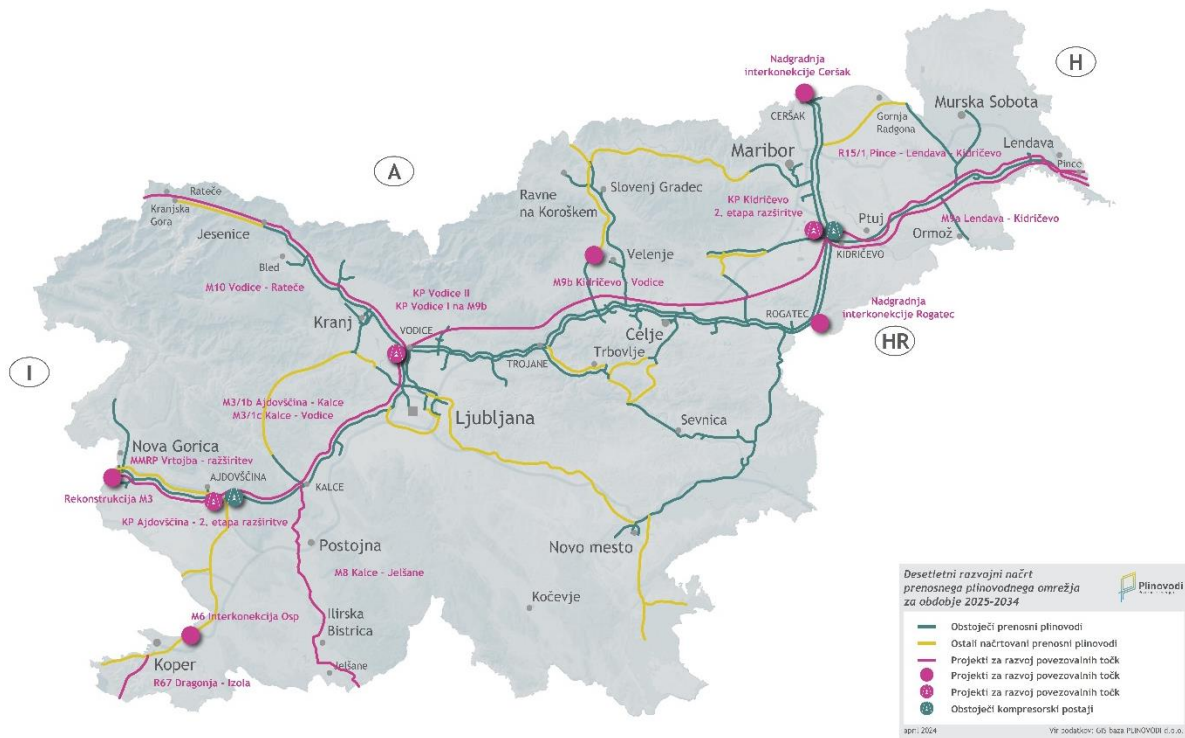 H
A
I
HR
Nadgradnja
interkonekcije Ceršak
CERŠAK
Gornja
Radgona
Murska Sobota
Lendava
Pince
R15/1 Pince - Lendava - Kidričevo
Maribor
Ravne
na Koroškem
Slovenj Gradec
KP Kidričevo
2. etapa razširitve
Ptuj
M9a Lendava - Kidričevo
Ormož
KIDRIČEVO
Rateče
Kranjska
Gora
Jesenice
Bled
M10 Vodice - Rateče
Velenje
M9b Kidričevo - Vodice
KP Vodice II
KP Vodice I na M9b
Kranj
VODICE
Celje
ROGATEC
Nadgradnja
interkonekcije Rogatec
TROJANE
Trbovlje
M3/1b Ajdovščina - Kalce
M3/1c Kalce - Vodice
Ljubljana
Sevnica
Nova Gorica
MMRP Vrtojba - razširitev
AJDOVŠČINA
Rekonstrukcija M3
KALCE
KP Ajdovščina - 2. etapa razširitve
Postojna
M8 Kalce - Jelšane
Novo mesto
Kočevje
M6 Interkonekcija Osp
Ilirska
Bistrica
Koper
Jelšane
R67 Dragonja - Izola
Desetletni razvojni načrt
prenosnega plinovodnega omrežja
za obdobje 2025-2034
Plinovodi
Obstoječi prenosni plinovodi
Ostali načrtovani prenosni plinovodi
Projekti za razvoj povezovalnih točk
Projekti za razvoj povezovalnih točk
Projekti za razvoj povezovalnih točk
Obstoječi kompresorski postaji
april 2024
Vir podatkov: GIS baza PLINOVODI d.o.o.